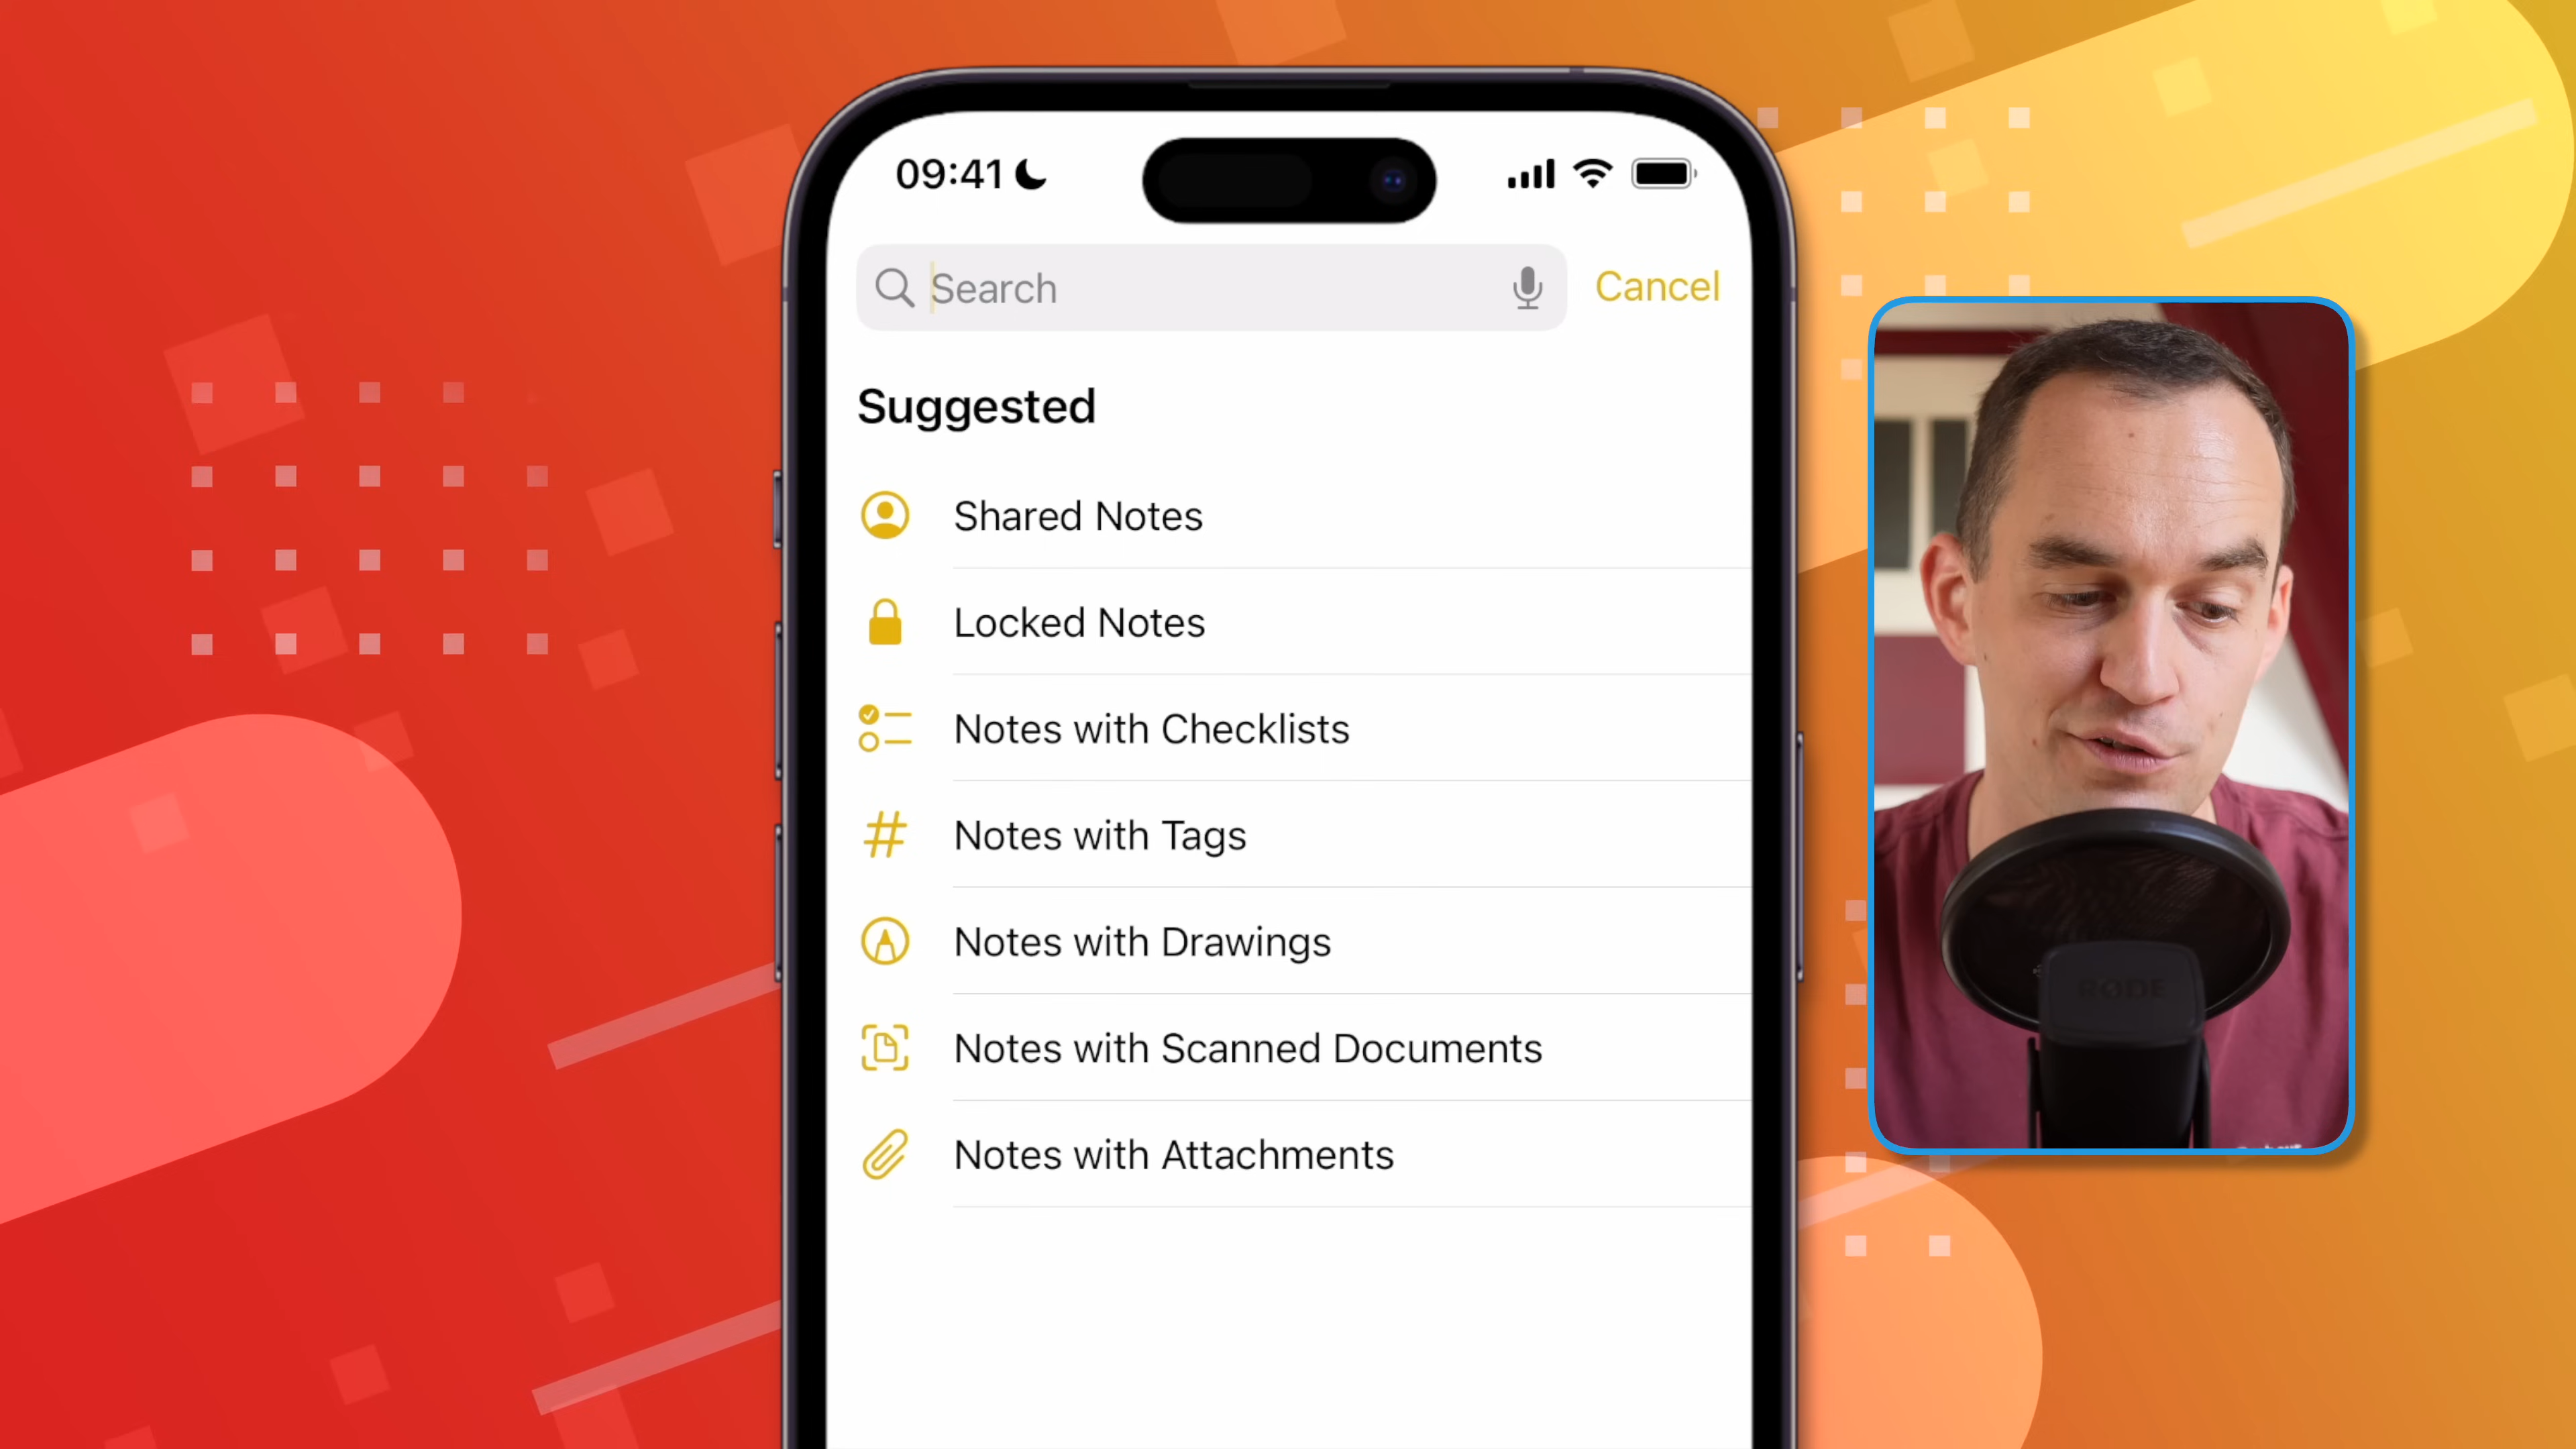 09:41
Search
Cancel
Suggested
Shared Notes
Locked Notes
Notes with Checklists
Notes with Tags
Notes with Drawings
Notes with Scanned Documents
Notes with Attachments
RØDE